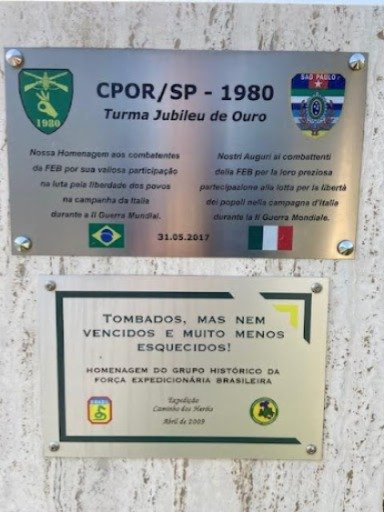 1980
SÃO PAULO
CPOR/SP - 1980
Turma Jubileu de Ouro
Nossa Homenagem aos combatentes
da FEB por sua valiosa participação
na luta pela liberdade dos povos
na campanha da Italia
durante a II Guerra Mundial.
Nostri Auguri ai combattenti
della FEB per la loro preziosa
partecipazione alla lutta per la libertà
dei popoli nella campagna d'Italia
durante la II Guerra Mondiale.
31.05.2017
TOMBADOS, MAS NEM
VENCIDOS E MUITO MENOS
ESQUECIDOS!
HOMENAGEM DO GRUPO HISTÓRICO DA
FORÇA EXPEDICIONÁRIA BRASILEIRA
Expedição
Caminho dos Heróis
Abril de 2009